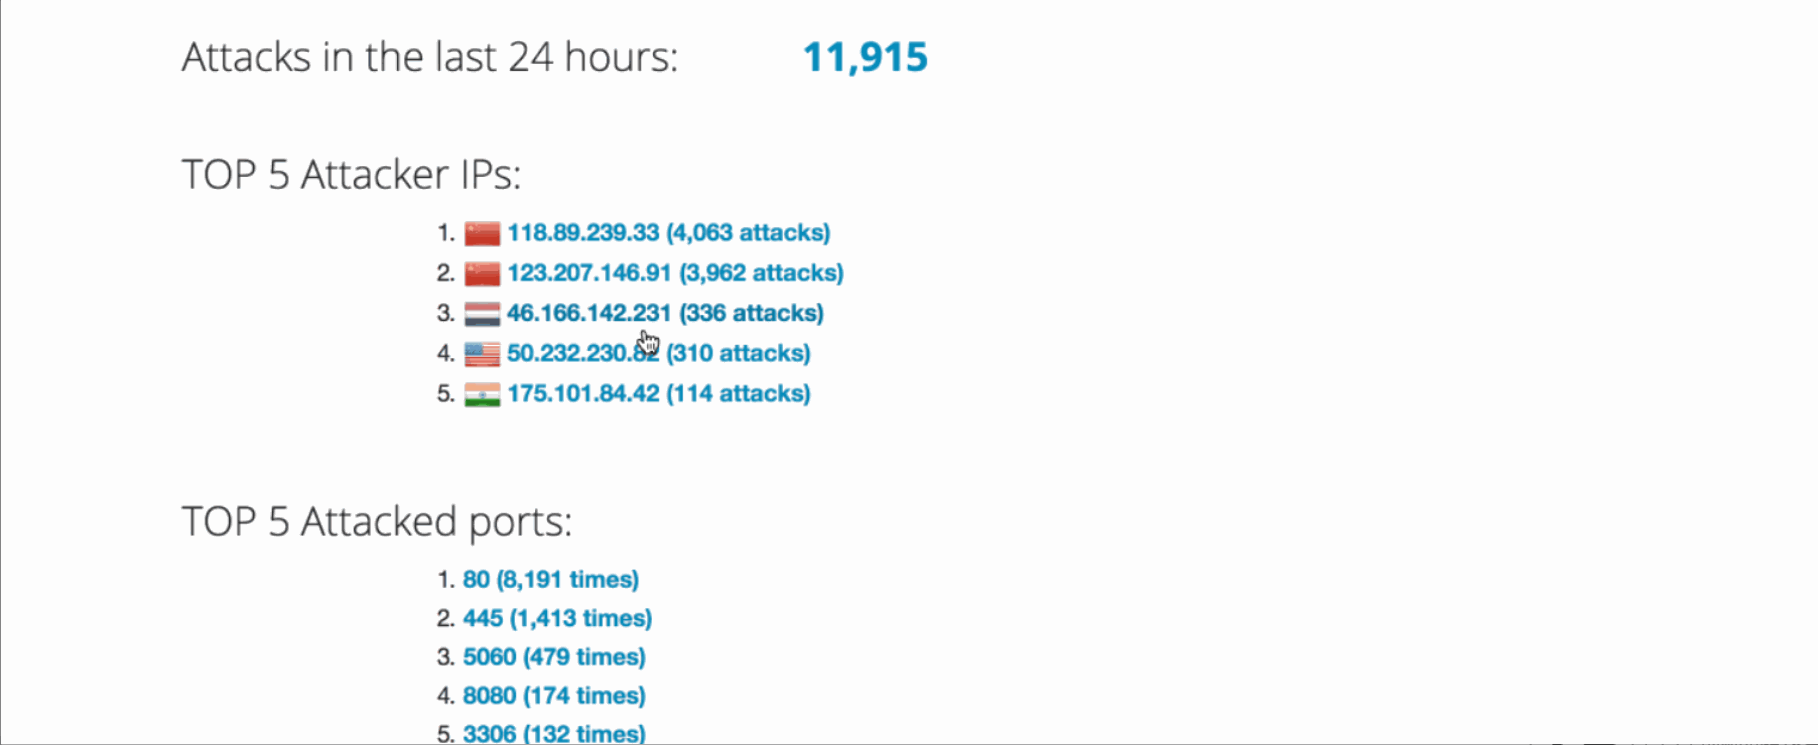 Attacks in the last 24 hours: 11,915
TOP 5 Attacker IPs:
1. 118.89.239.33 (4,063 attacks)
2. 123.207.146.91 (3,962 attacks)
3. 46.166.142.231 (336 attacks)
4. 50.232.230.82 (310 attacks)
5. 175.101.84.42 (114 attacks)
TOP 5 Attacked ports:
1. 80 (8,191 times)
2. 445 (1,413 times)
3. 5060 (479 times)
4. 8080 (174 times)
5. 3306 (132 times)